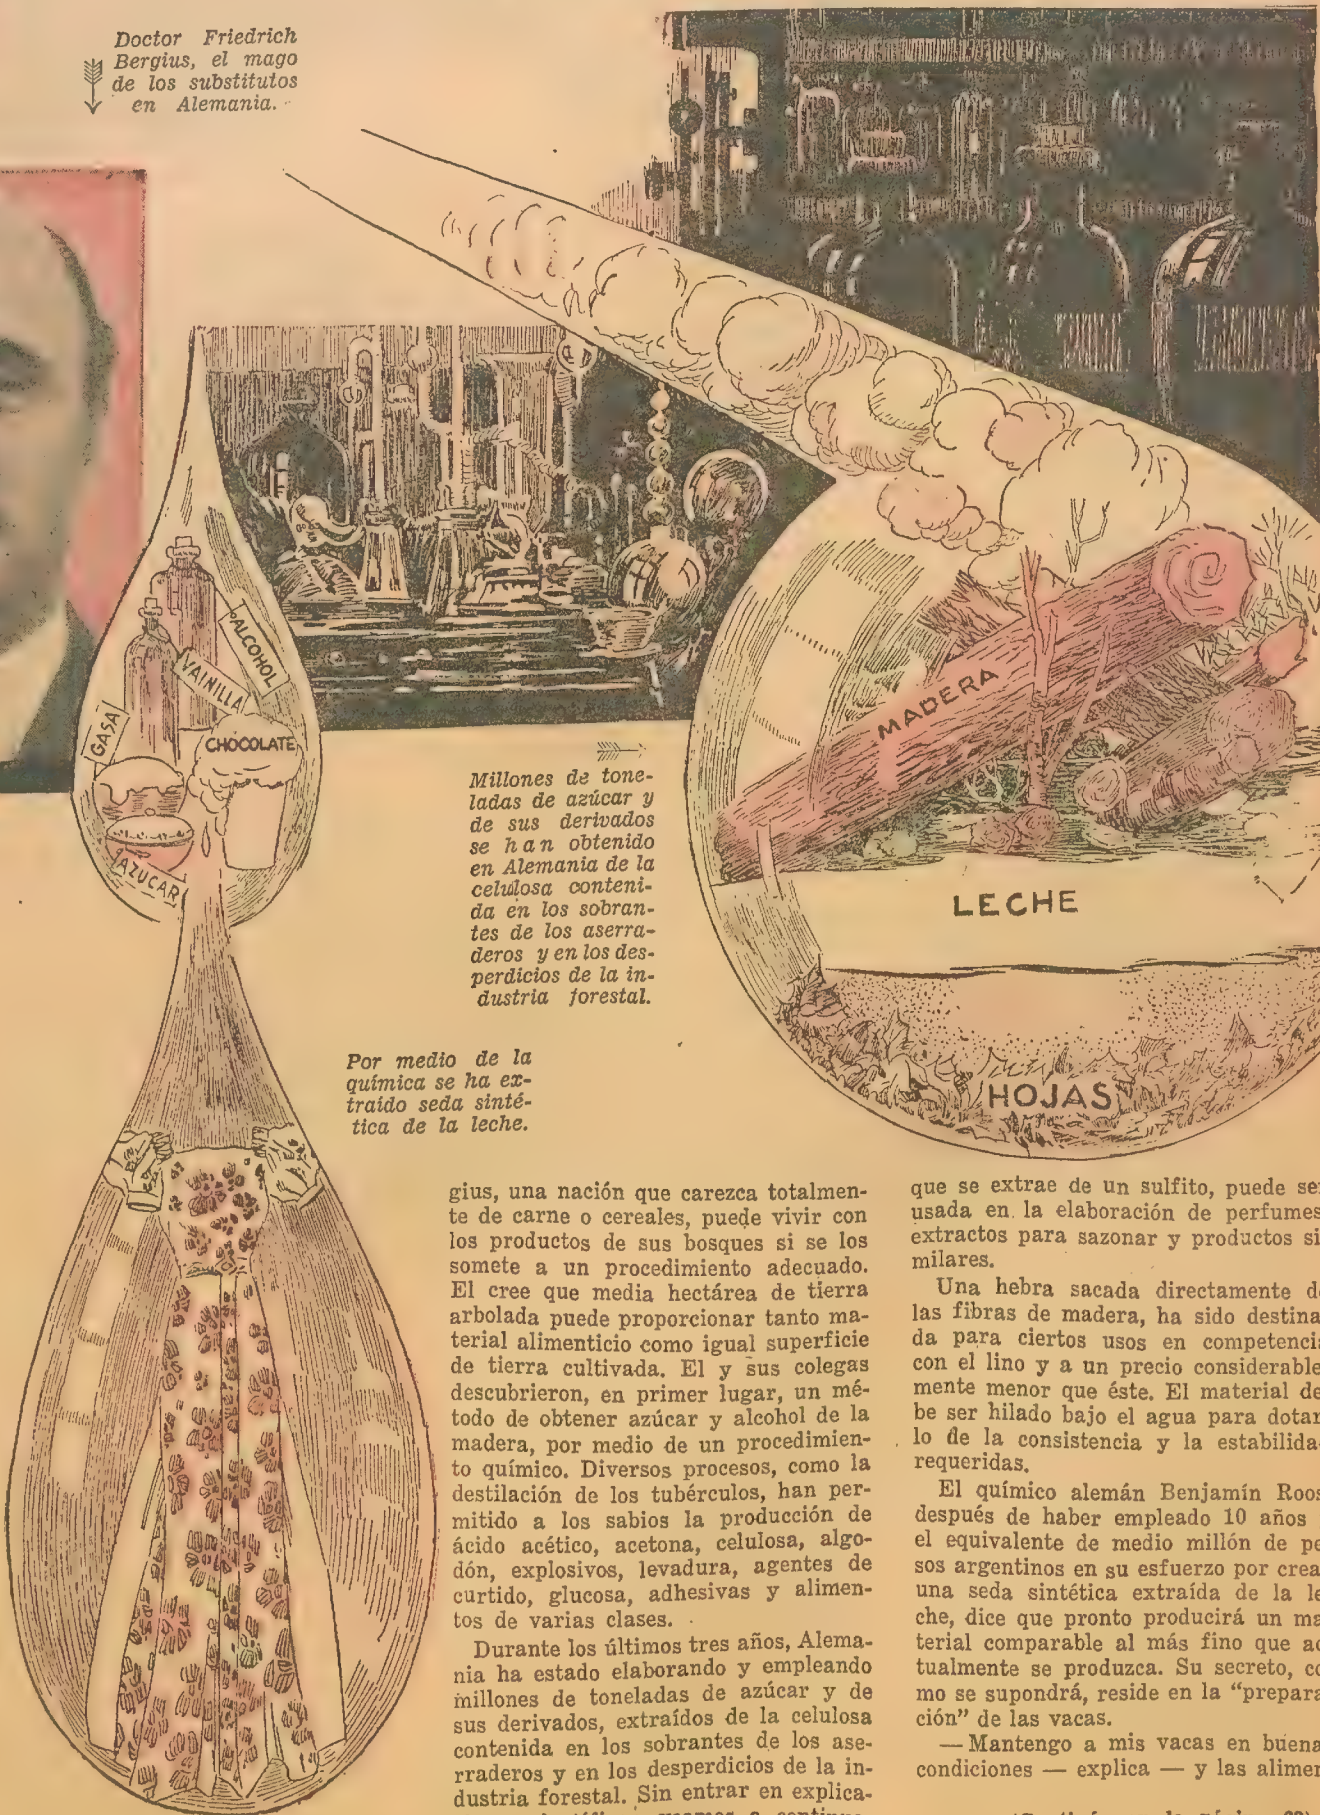 Doctor Friedrich
Bergius, el mago
de los substitutos
en Alemania.
ALCOHOL
VAINILLA
GASA
CHOCOLATE
AZUCAR
MADERA
LECHE
HOJAS
Millones de tone-
ladas de azúcar y
de sus derivados
se han obtenido
en Alemania de la
celulosa conteni-
da en los sobran-
tes de los aserra-
deros y en los des-
perdicios de la in-
dustria forestal.
Por medio de la
química se ha ex-
traído seda sinté-
tica de la leche.
gius, una nación que carezca totalmen-
te de carne o cereales, puede vivir con
los productos de sus bosques si se los
somete a un procedimiento adecuado.
El cree que media hectárea de tierra
arbolada puede proporcionar tanto ma-
terial alimenticio como igual superficie
de tierra cultivada. El y sus colegas
descubrieron, en primer lugar, un mé-
todo de obtener azúcar y alcohol de la
madera, por medio de un procedimien-
to químico. Diversos procesos, como la
destilación de los tubérculos, han per-
mitido a los sabios la producción de
ácido acético, acetona, celulosa, algo-
dón, explosivos, levadura, agentes de
curtido, glucosa, adhesivas y alimen-
tos de varias clases.
Durante los últimos tres años, Alema-
nia ha estado elaborando y empleando
millones de toneladas de azúcar y de
sus derivados, extraídos de la celulosa
contenida en los sobrantes de los ase-
rraderos y en los desperdicios de la in-
dustria forestal. Sin entrar en explica-
que se extrae de un sulfito, puede ser
usada en la elaboración de perfumes
extractos para sazonar y productos si
milares.
Una hebra sacada directamente de
las fibras de madera, ha sido destina
da para ciertos usos en competencia
con el lino y a un precio considerable
mente menor que éste. El material de
be ser hilado bajo el agua para dotar
lo de la consistencia y la estabilida
requeridas.
El químico alemán Benjamín Roos
después de haber empleado 10 años
el equivalente de medio millón de pe
sos argentinos en su esfuerzo por crea
una seda sintética extraída de la le
che, dice que pronto producirá un ma
terial comparable al más fino que ac
tualmente se produzca. Su secreto, co
mo se supondrá, reside en la "prepara
ción" de las vacas.
— Mantengo a mis vacas en buena
condiciones — explica — y las alimen